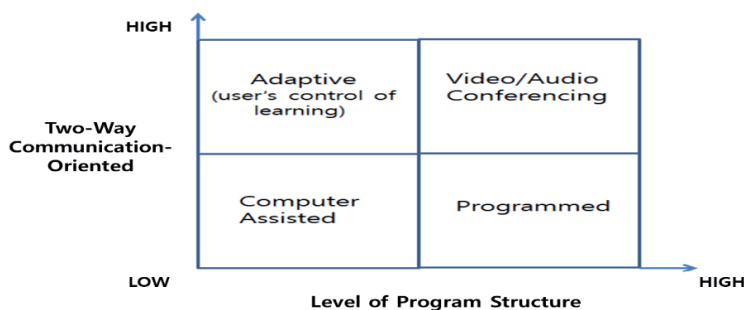 HIGH
Adaptive
(user's control of
learning)
Video/Audio
Conferencing
Two-Way
Communication-
Oriented
Computer
Assisted
Programmed
LOW
HIGH
Level of Program Structure